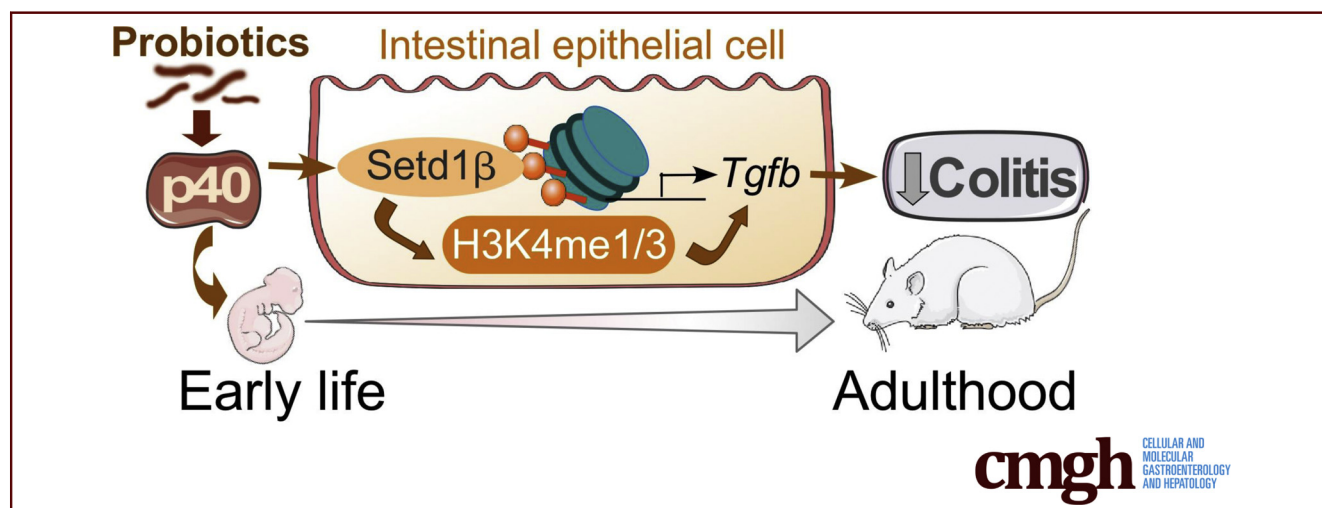 Probiotics
Intestinal epithelial cell
p40
Setd1β
Tgfb
Colitis
H3K4me1/3
Early life
Adulthood
cmgh
CELLULAR AND
MOLECULAR
GASTROENTEROLOGY
AND HEPATOLOGY